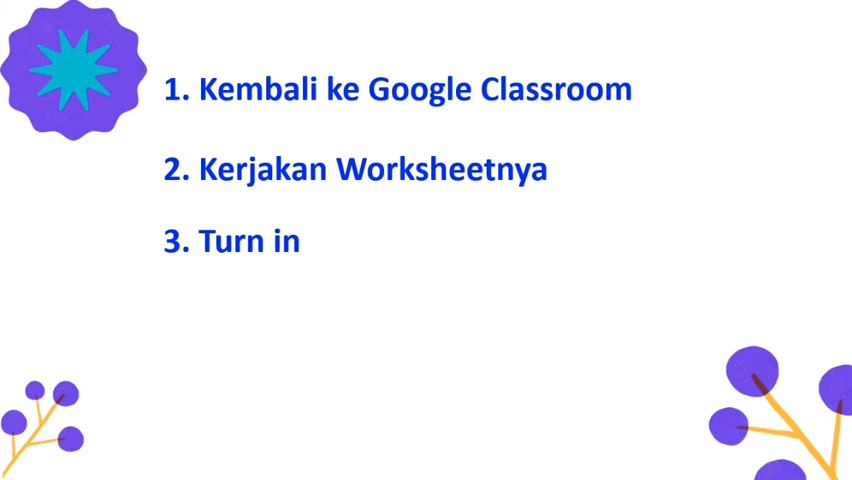 1. Kembali ke Google Classroom
2. Kerjakan Worksheetnya
3. Turn in